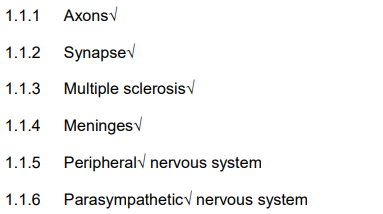 1.1.1 Axons√
1.1.2 Synapse√
1.1.3 Multiple sclerosis√
1.1.4 Meninges√
1.1.5 Peripheral√ nervous system
1.1.6 Parasympathetic√ nervous system